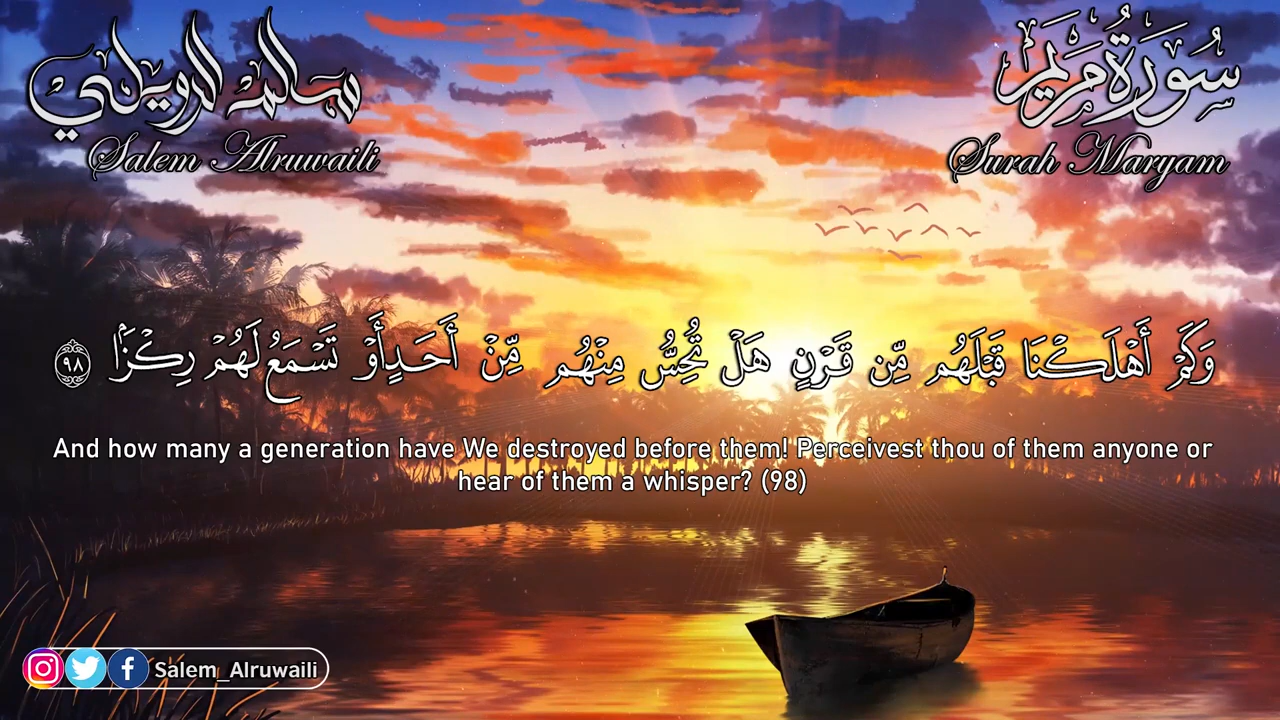 سالم الرويلي
Salem Alruwaili
سُورَةُ مَرْيَم
Surah Maryam
وَكَمْ أَهْلَكْنَا قَبْلَهُم مِّن قَرْنٍ هَلْ تُحِسُّ مِنْهُم مِّنْ أَحَدٍ أَوْ تَسْمَعُ لَهُمْ رِكْزًۢا ٩٨
And how many a generation have We destroyed before them! Perceivest thou of them anyone or
hear of them a whisper? (98)
Salem_Alruwaili